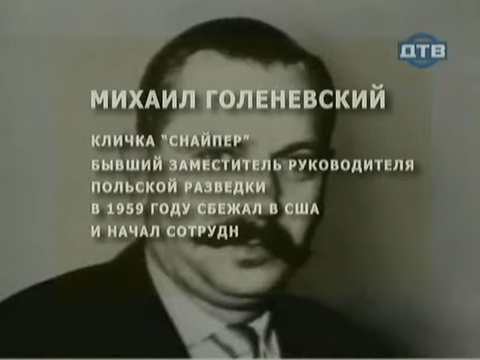 ДТВ
МИХАИЛ ГОЛЕНЕВСКИЙ
КЛИЧКА "СНАЙПЕР"
БЫВШИЙ ЗАМЕСТИТЕЛЬ РУКОВОДИТЕЛЯ
ПОЛЬСКОЙ РАЗВЕДКИ
В 1959 ГОДУ СБЕЖАЛ В США
И НАЧАЛ СОТРУДН